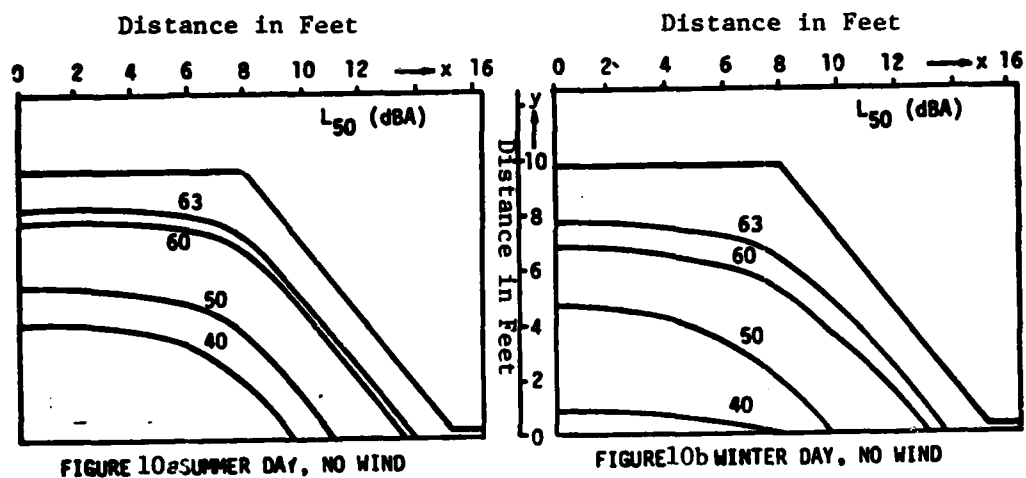 Distance in Feet
0 2 4 6 8 10 12 x 16
L50 (dBA)
63
60
50
40
FIGURE 10a SUMMER DAY, NO WIND
Distance in Feet
0 2 4 6 8 10 12 x 16
y
10
8
6
4
2
0
Distance in Feet
L50 (dBA)
63
60
50
40
FIGURE 10b WINTER DAY, NO WIND